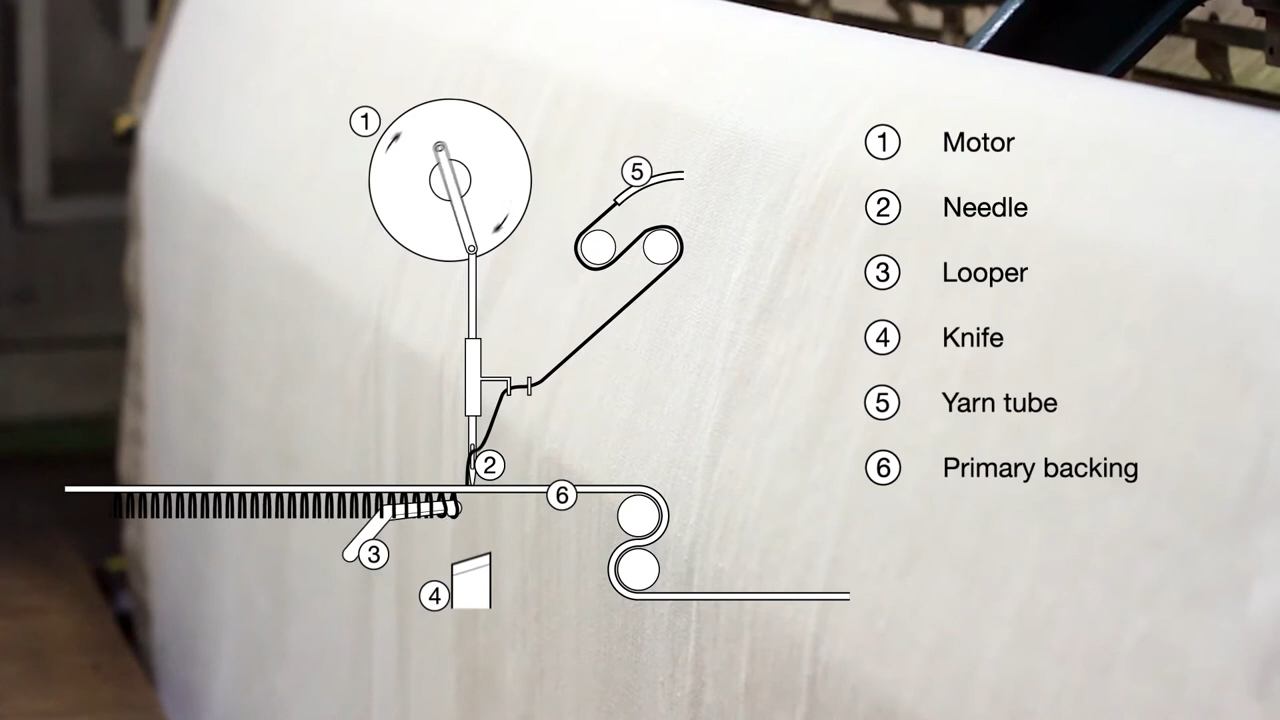 1
5
2
6
3
4
1 Motor
2 Needle
3 Looper
4 Knife
5 Yarn tube
6 Primary backing